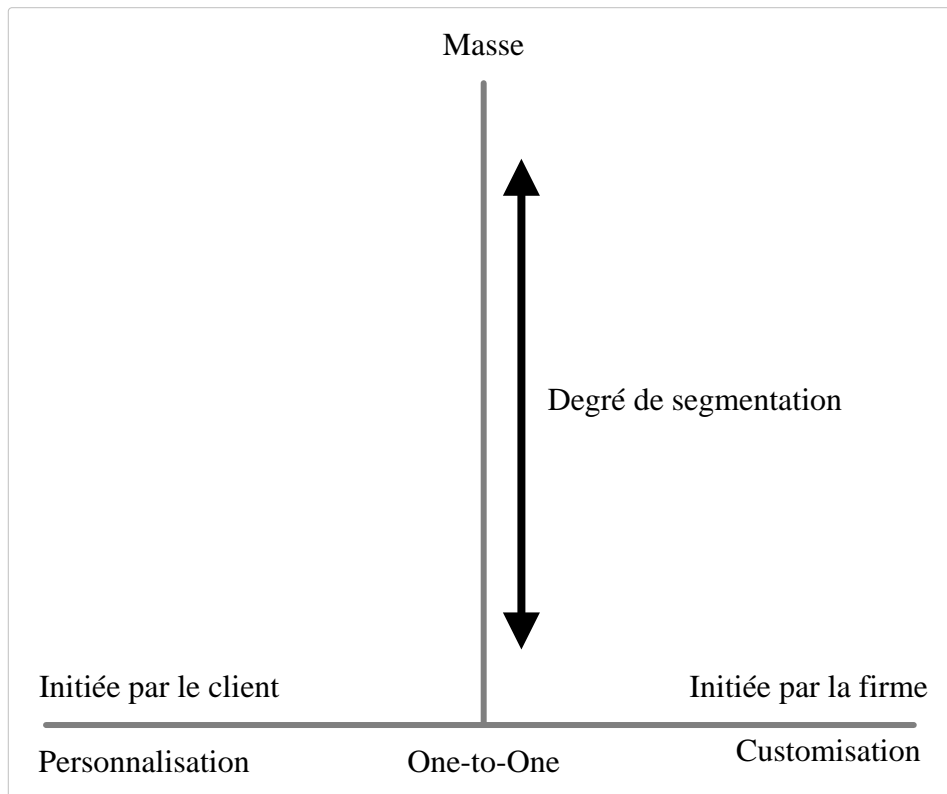 Masse
Degré de segmentation
Initiée par le client
Initiée par la firme
Personnalisation
One-to-One
Customisation